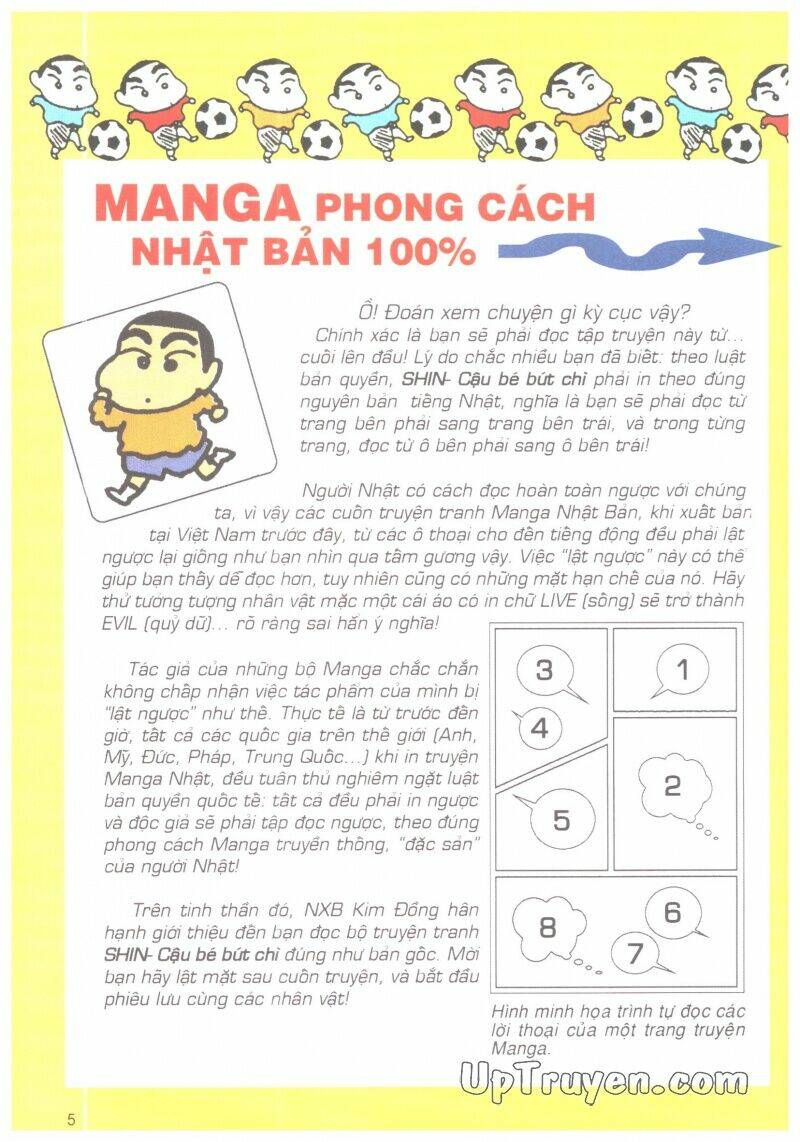 MANGA PHONG CÁCH
NHẬT BẢN 100%
Ồ! Đoán xem chuyện gì kỳ cục vậy?
Chính xác là bạn sẽ phải đọc tập truyện này từ...
cuối lên đầu! Lý do chắc nhiều bạn đã biết: theo luật
bản quyền, SHIN- Cậu bé bút chì phải in theo đúng
nguyên bản tiếng Nhật, nghĩa là bạn sẽ phải đọc từ
trang bên phải sang trang bên trái, và trong từng
trang, đọc từ ô bên phải sang ô bên trái!
Người Nhật có cách đọc hoàn toàn ngược với chúng
ta, vì vậy các cuốn truyện tranh Manga Nhật Bản, khi xuất bản
tại Việt Nam trước đây, từ các ô thoại cho đến tiếng động đều phải lật
ngược lại giống như bạn nhìn qua tấm gương vậy. Việc "lật ngược" này có thể
giúp bạn thấy dễ đọc hơn, tuy nhiên cũng có những mặt hạn chế của nó. Hãy
thử tưởng tượng nhân vật mặc một cái áo có in chữ LIVE (sống) sẽ trở thành
EVIL (quỷ dữ)... rõ ràng sai hẳn ý nghĩa!
Tác giả của những bộ Manga chắc chắn
không chấp nhận việc tác phẩm của mình bị
"lật ngược" như thế. Thực tế là từ trước đến
giờ, tất cả các quốc gia trên thế giới (Anh,
Mỹ, Đức, Pháp, Trung Quốc...) khi in truyện
Manga Nhật, đều tuân thủ nghiêm ngặt luật
bản quyền quốc tế: tất cả đều phải in ngược
và độc giả sẽ phải tập đọc ngược, theo đúng
phong cách Manga truyền thống, "đặc sản"
của người Nhật!
Trên tinh thần đó, NXB Kim Đồng hân
hạnh giới thiệu đến bạn đọc bộ truyện tranh
SHIN- Cậu bé bút chì đúng như bản gốc. Mời
bạn hãy lật mặt sau cuốn truyện, và bắt đầu
phiêu lưu cùng các nhân vật!
1
2
3
4
5
6
7
8
Hình minh họa trình tự đọc các
lời thoại của một trang truyện
Manga.
UpTruyen.com
5